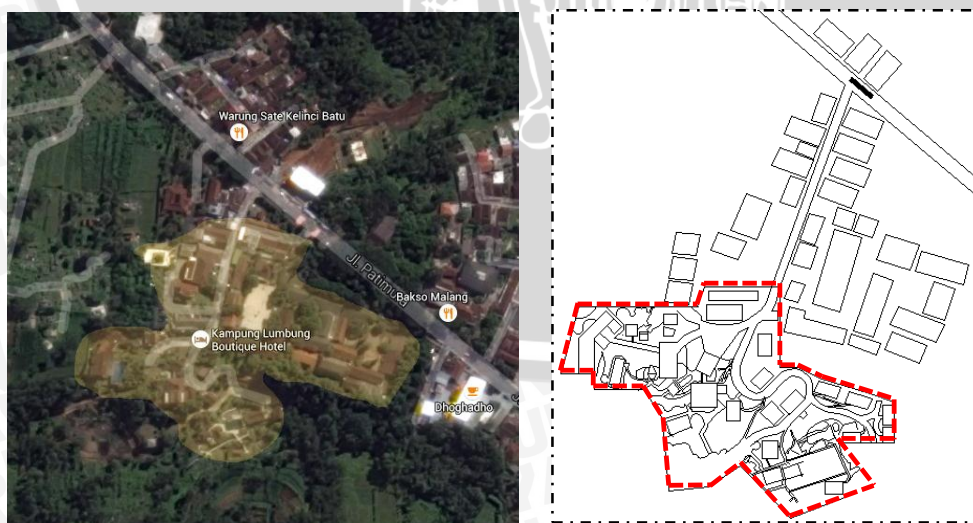 Warung Sate Kelinci Batu
Jl. Patimura
Bakso Malang
Kampung Lumbung
Boutique Hotel
Dhoghadho